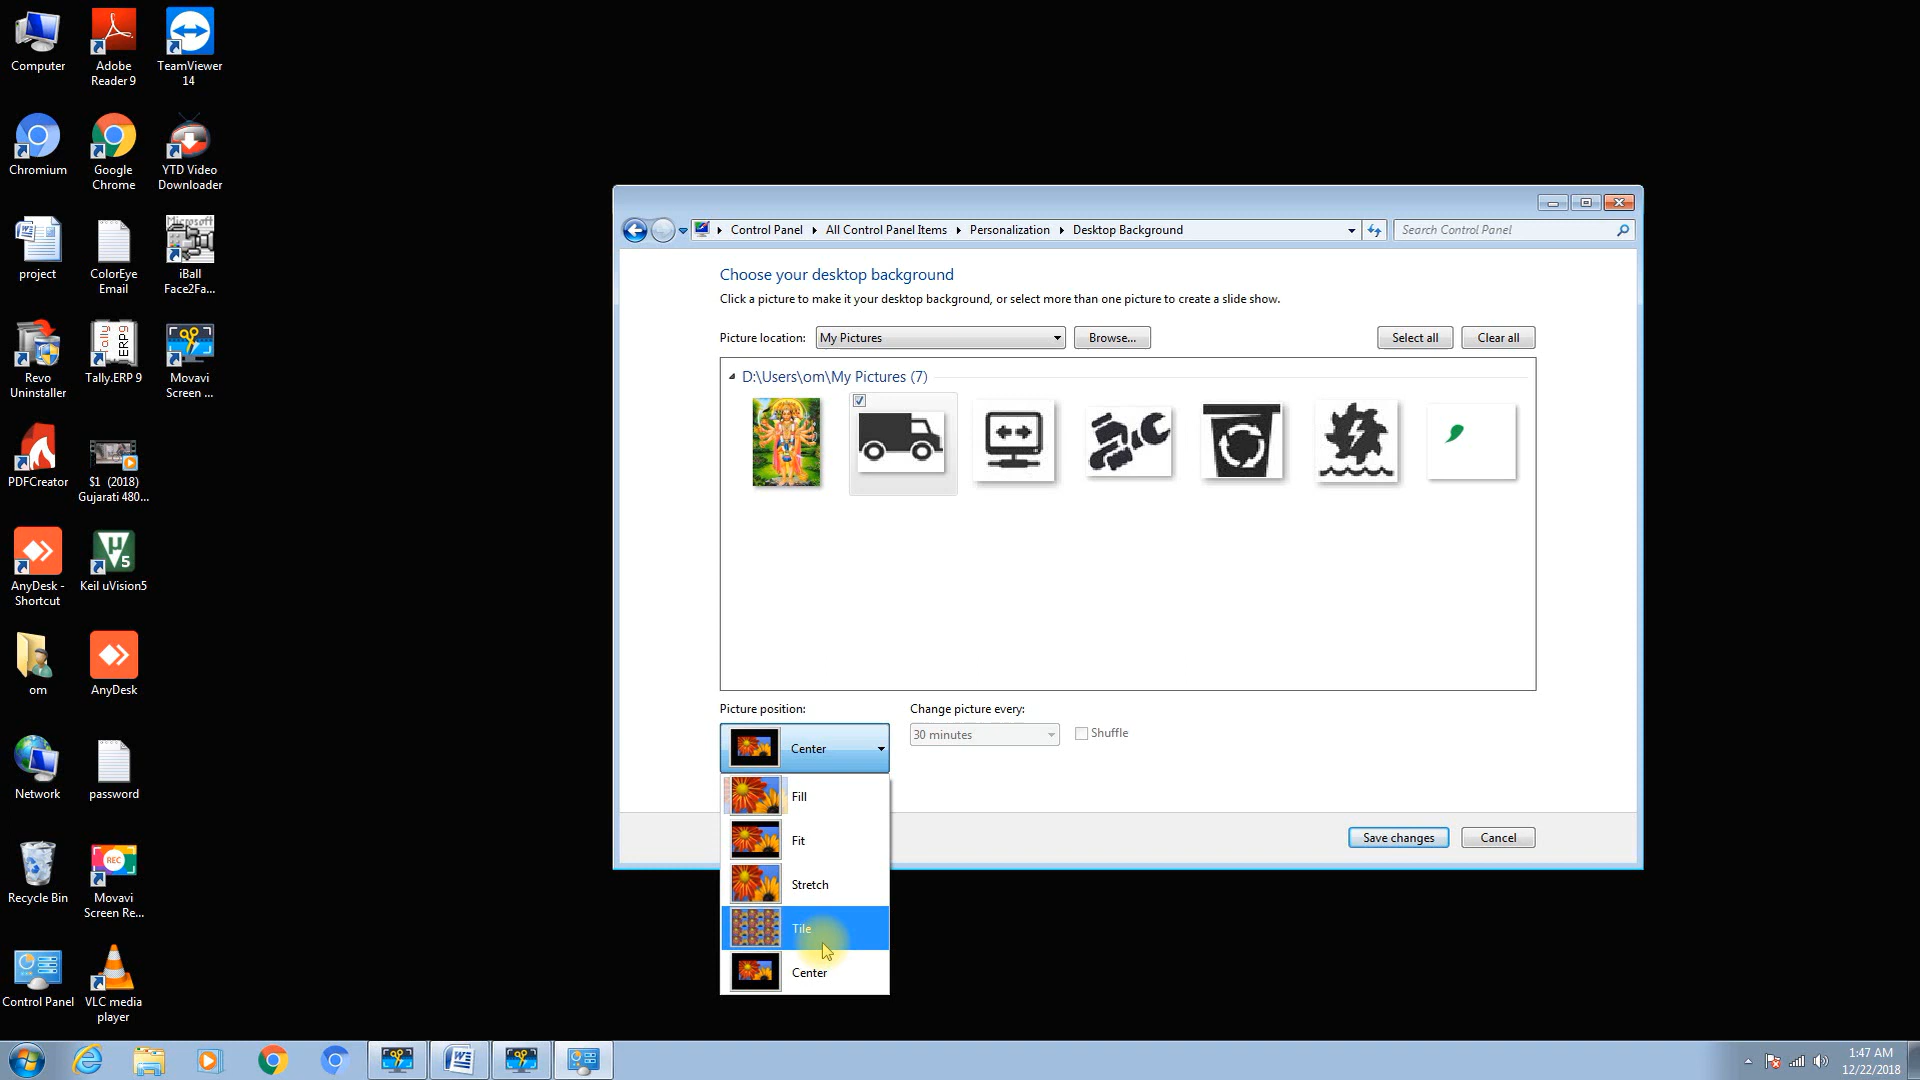 Computer
Adobe
Reader 9
TeamViewer
14
Chromium
Google
Chrome
YTD Video
Downloader
project
ColorEye
Email
Microsoft
iBall
Face2Fa...
Revo
Uninstaller
Tally
ERP9
Tally.ERP 9
Movavi
Screen ...
PDFCreator
$1 (2018)
Gujarati 480...
AnyDesk -
Shortcut
Keil uVision5
om
AnyDesk
Network
password
Recycle Bin
REC
Movavi
Screen Re...
Control Panel
VLC media
player
Control Panel
All Control Panel Items
Personalization
Desktop Background
Search Control Panel
Choose your desktop background
Click a picture to make it your desktop background, or select more than one picture to create a slide show.
Picture location:
My Pictures
Browse...
Select all
Clear all
D:\Users\om\My Pictures (7)
Picture position:
Change picture every:
Center
30 minutes
Shuffle
Fill
Fit
Stretch
Tile
Center
Save changes
Cancel
1:47 AM
12/22/2018